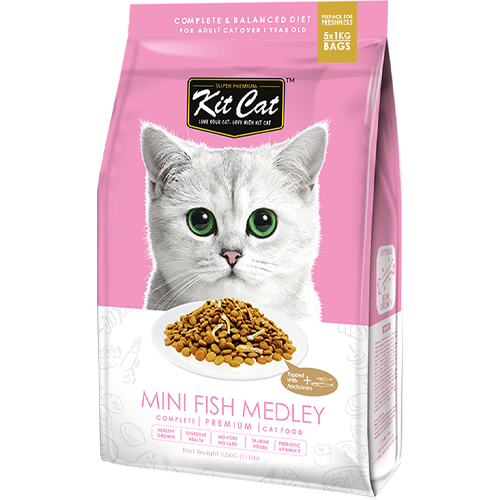 COMPLETE & BALANCED DIET
FOR ADULT CAT OVER 1 YEAR OLD
PREPACK FOR
FRESHNESS
5x1KG
BAGS
SUPER PREMIUM
Kit Cat™
LOVE YOUR CAT, LOVE WITH KIT CAT
Topped
with +
Anchovies
MINI FISH MEDLEY
COMPLETE | PREMIUM | CAT FOOD
HEALTHY
GROWTH
DIGESTIVE
HEALTH
NO PORK
NO LARD
TAURINE
ADDED
PREBIOTIC
VITAMIN E
Net Weight 5.0KG (11.0lb)